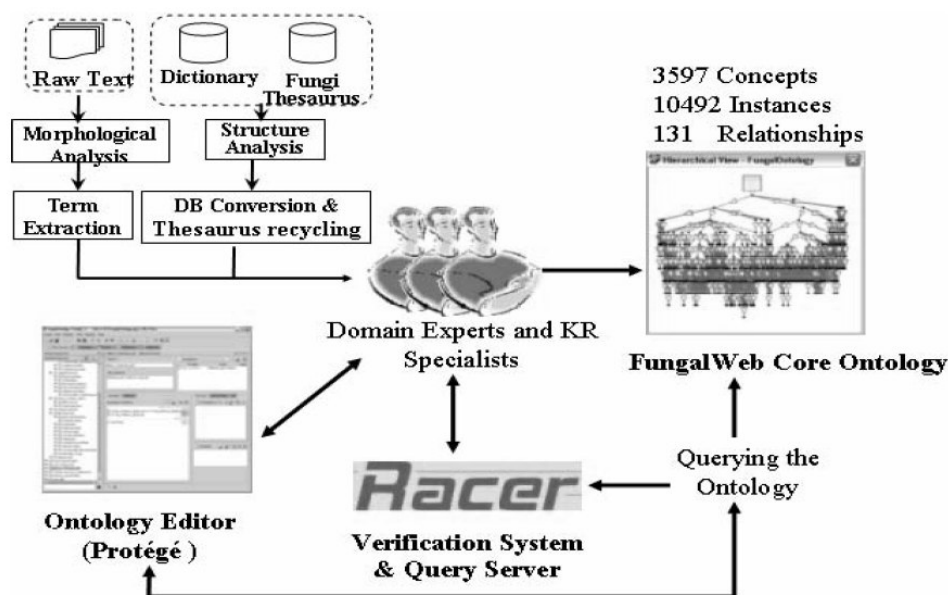 Raw Text
Dictionary
Fungi
Thesaurus
Morphological
Analysis
Structure
Analysis
Term
Extraction
DB Conversion &
Thesaurus recycling
3597 Concepts
10492 Instances
131 Relationships
Hierarchical View - FungalOntology
Domain Experts and KR
Specialists
FungalWeb Core Ontology
Ontology Editor
(Protégé )
Racer
Verification System
& Query Server
Querying the
Ontology